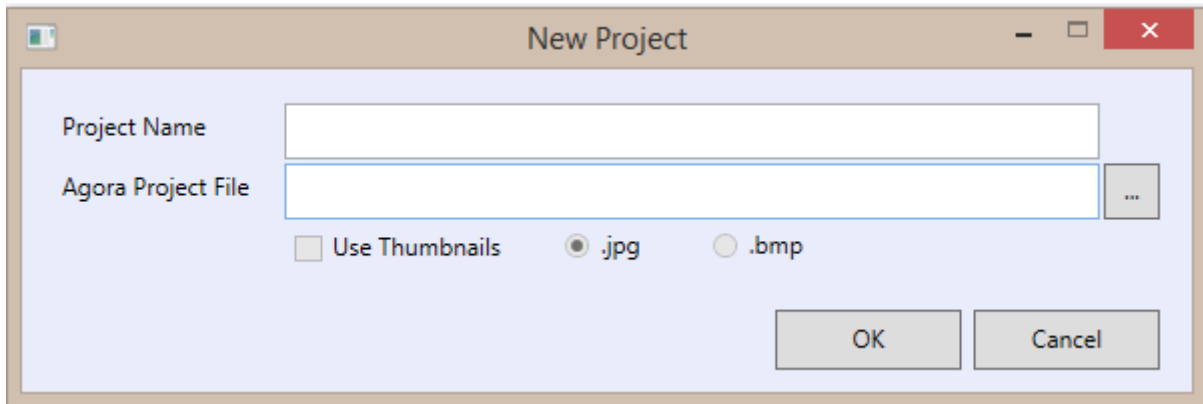 New Project
Project Name
Agora Project File
...
Use Thumbnails .jpg .bmp
OK Cancel